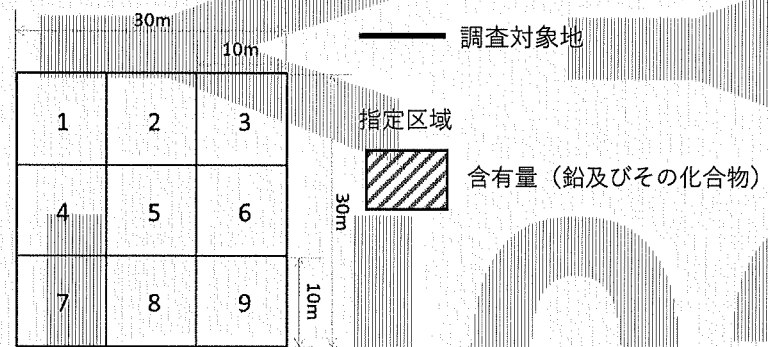 30m
10m
調査対象地
1 2 3
指定区域
含有量（鉛及びその化合物）
4 5 6
30m
7 8 9
10m